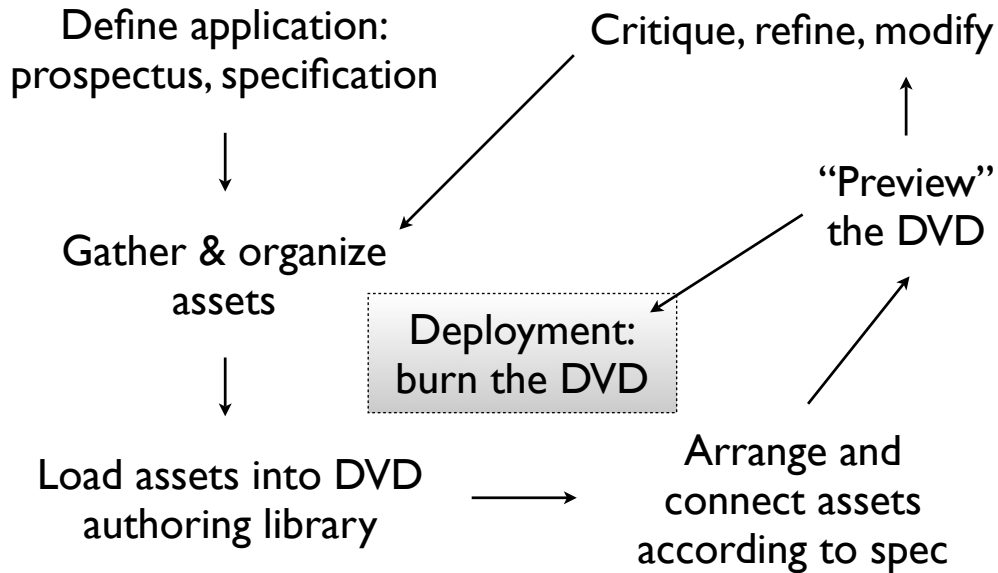 Define application:
prospectus, specification
Critique, refine, modify
“Preview”
the DVD
Gather & organize
assets
Deployment:
burn the DVD
Load assets into DVD
authoring library
Arrange and
connect assets
according to spec